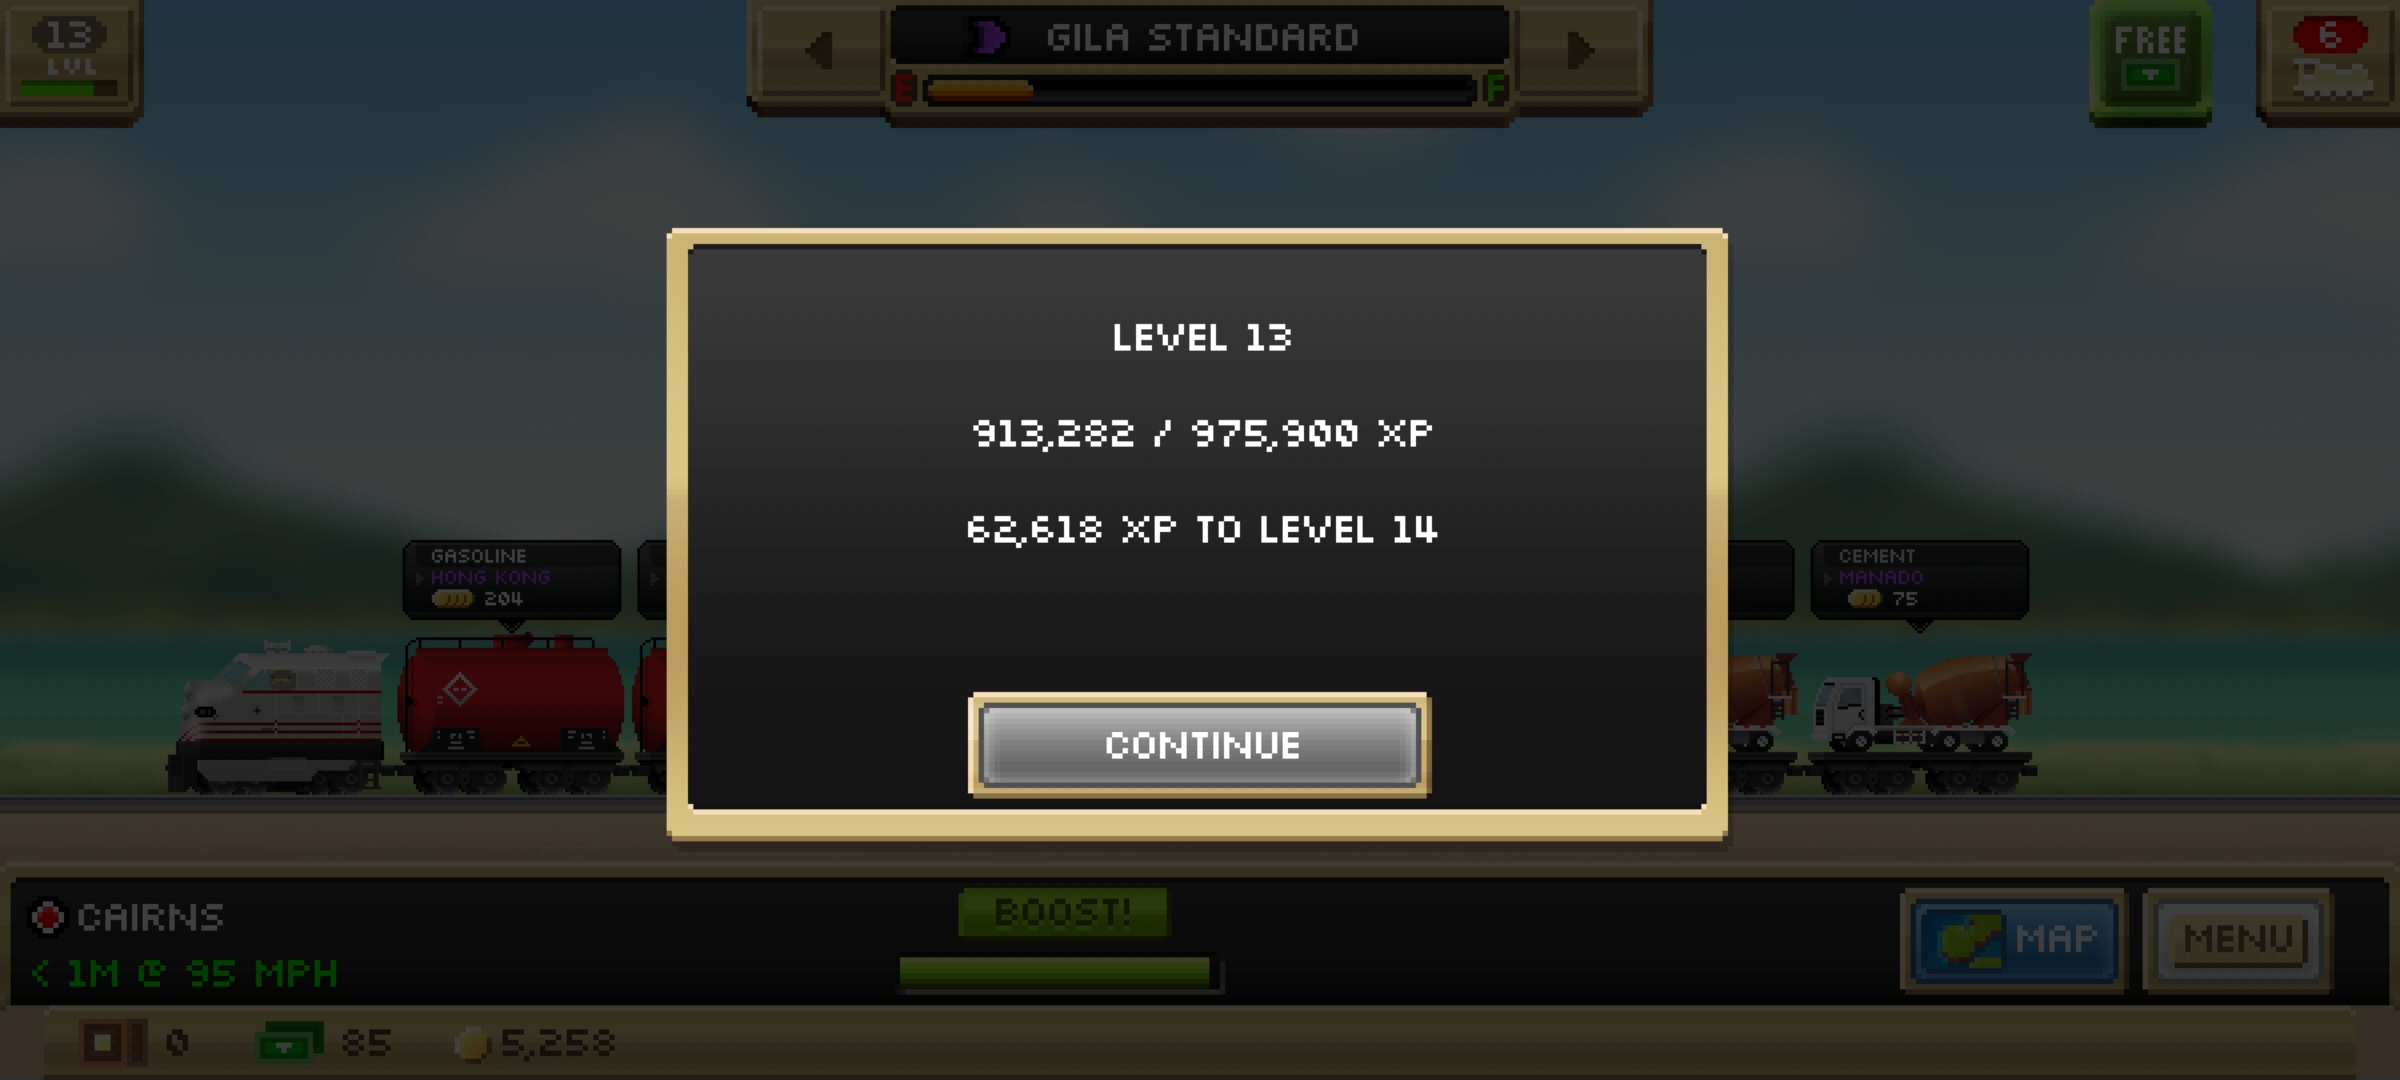 13
LVL
GILA STANDARD
E
F
FREE
6
LEVEL 13
913,282 / 975,900 XP
62,618 XP TO LEVEL 14
CONTINUE
GASOLINE
HONG KONG
204
CEMENT
MANADO
75
CAIRNS
< 1M @ 95 MPH
BOOST!
MAP
MENU
0
85
5,258